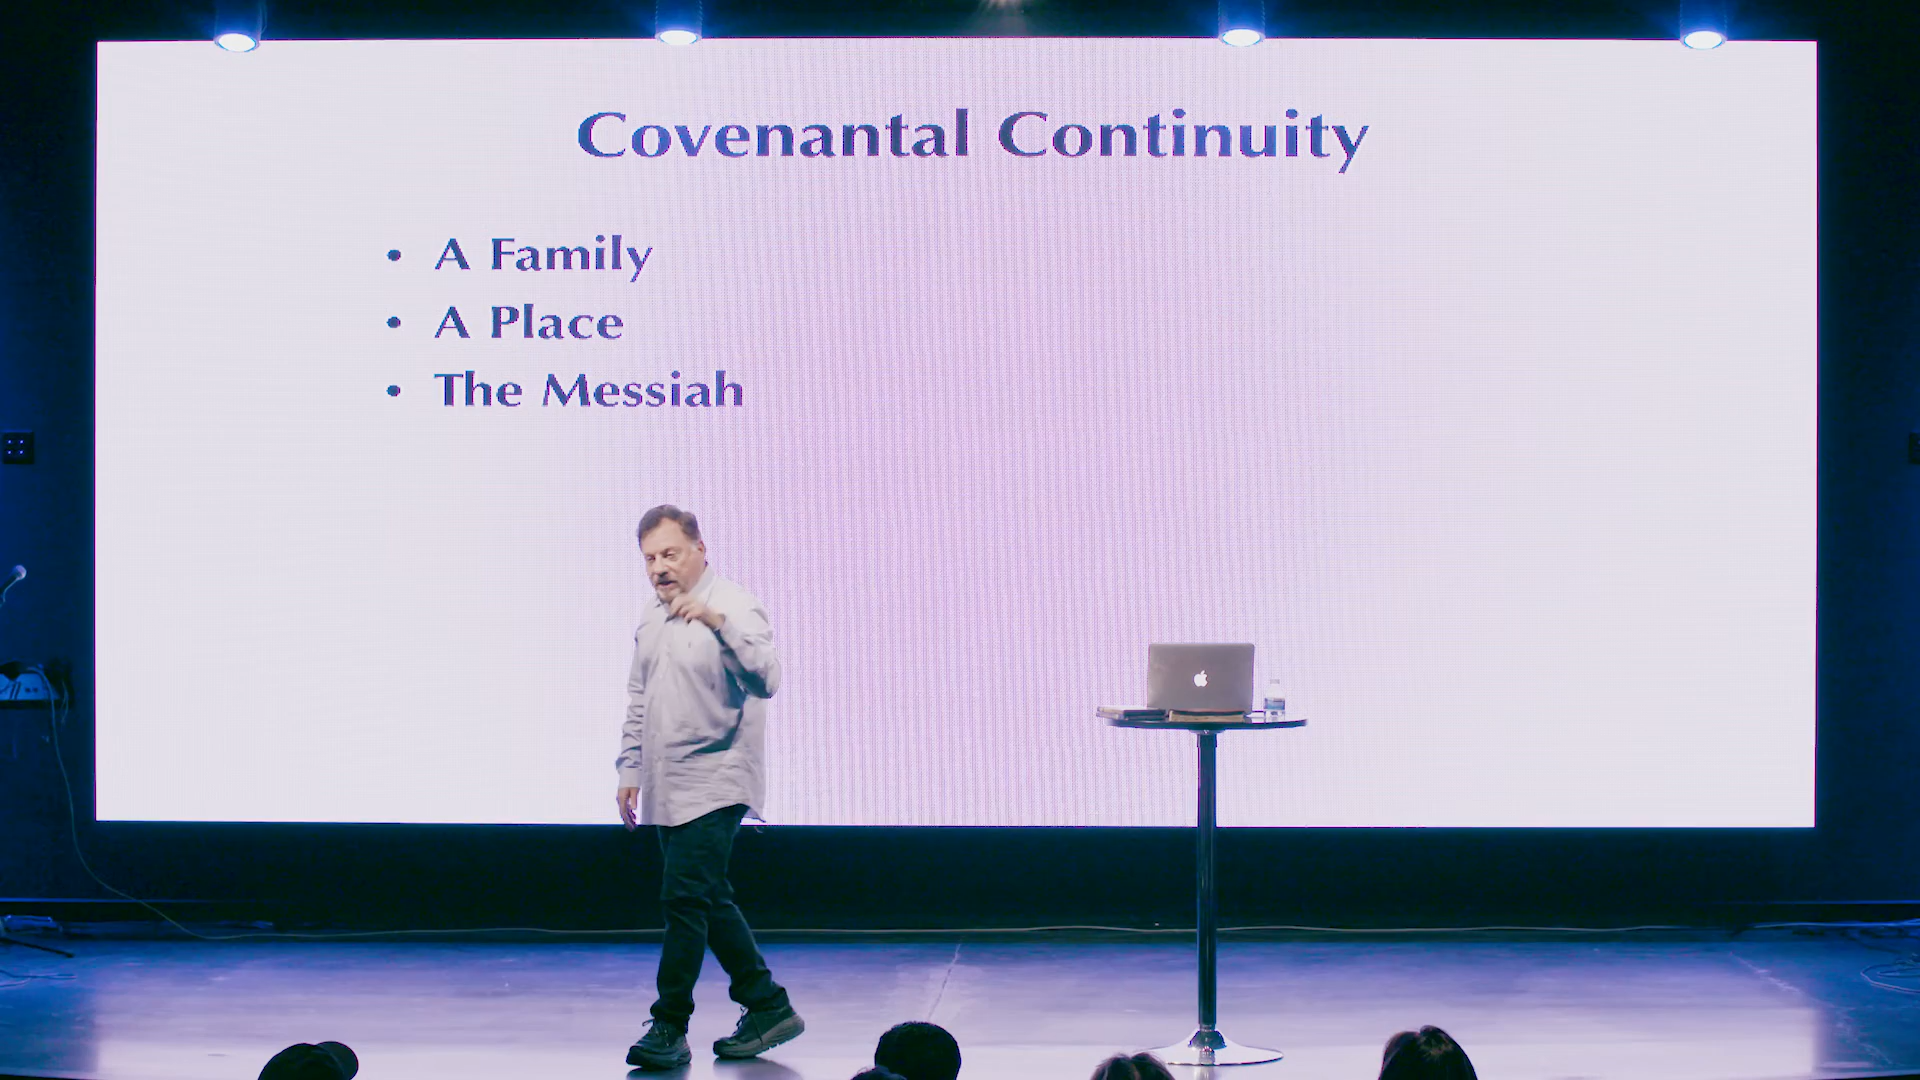 Covenantal Continuity
• A Family
• A Place
• The Messiah